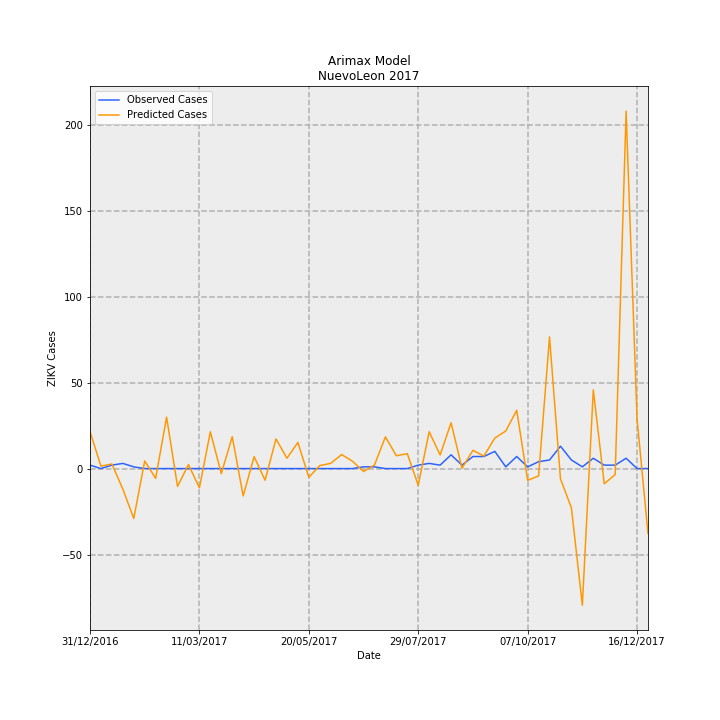 Arimax Model
NuevoLeon 2017
Observed Cases
Predicted Cases
200
150
100
50
0
−50
ZIKV Cases
31/12/2016 11/03/2017 20/05/2017 29/07/2017 07/10/2017 16/12/2017
Date